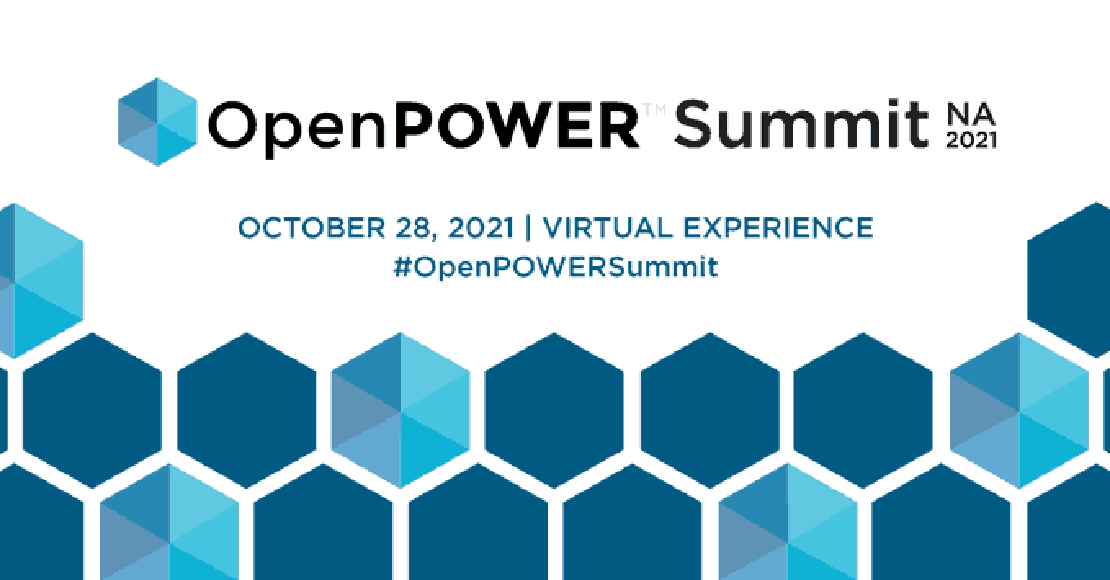 OpenPOWER™ Summit NA 2021
OCTOBER 28, 2021 | VIRTUAL EXPERIENCE
#OpenPOWERSummit